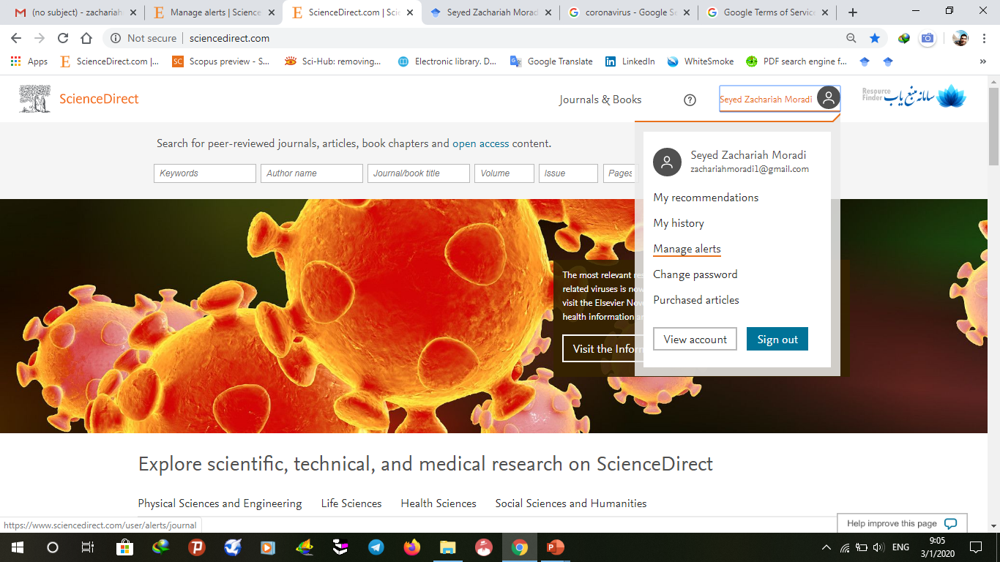 (no subject) - zachariah
Manage alerts | Science
ScienceDirect.com | Scie
Seyed Zachariah Morad
coronavirus - Google Se
Google Terms of Service
Not secure | sciencedirect.com
Apps
ScienceDirect.com |...
Scopus preview - S...
Sci-Hub: removing...
Electronic library. D...
Google Translate
LinkedIn
WhiteSmoke
PDF search engine f...
ScienceDirect
Journals & Books
Seyed Zachariah Moradi
Resource
Finder
سامانه منبع یاب
Search for peer-reviewed journals, articles, book chapters and open access content.
Keywords
Author name
Journal/book title
Volume
Issue
Pages
Seyed Zachariah Moradi
zachariahmoradi1@gmail.com
My recommendations
My history
Manage alerts
Change password
Purchased articles
View account
Sign out
The most relevant res
related viruses is now
visit the Elsevier Nov
health information a
Visit the Infor
Explore scientific, technical, and medical research on ScienceDirect
Physical Sciences and Engineering
Life Sciences
Health Sciences
Social Sciences and Humanities
https://www.sciencedirect.com/user/alerts/journal
Help improve this page
ENG
9:05
3/1/2020